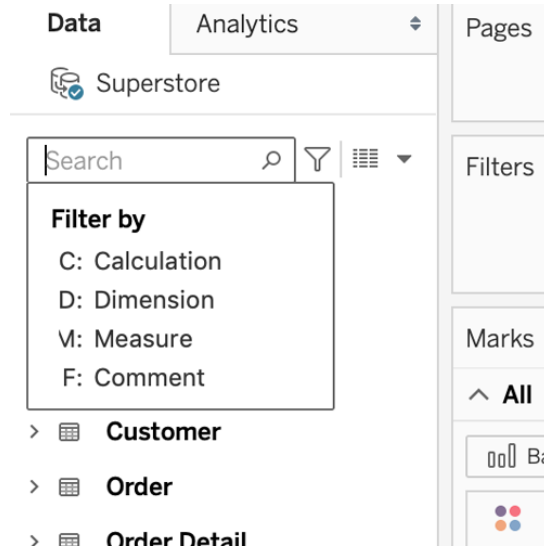 Data
Analytics
Pages
Superstore
Search
Filters
Filter by
C: Calculation
D: Dimension
M: Measure
F: Comment
Marks
All
Customer
Order
Order Detail